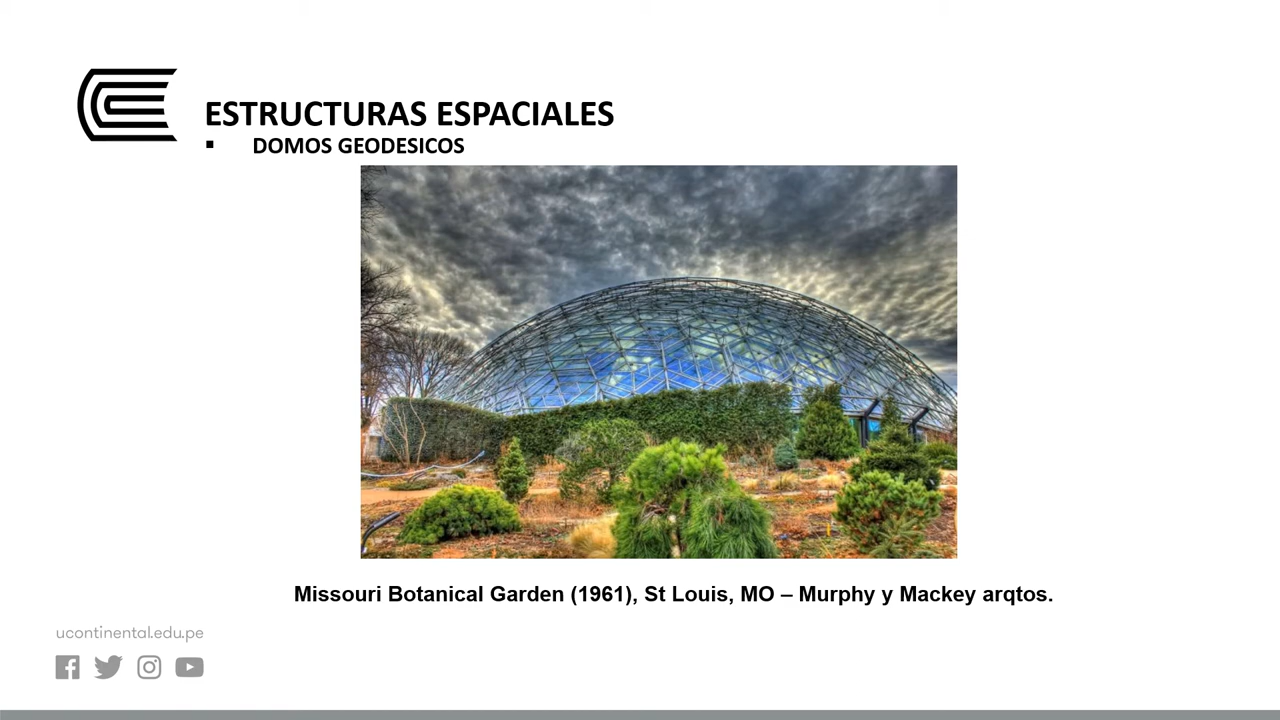 ESTRUCTURAS ESPACIALES
▪ DOMOS GEODESICOS
Missouri Botanical Garden (1961), St Louis, MO – Murphy y Mackey arqtos.
ucontinental.edu.pe